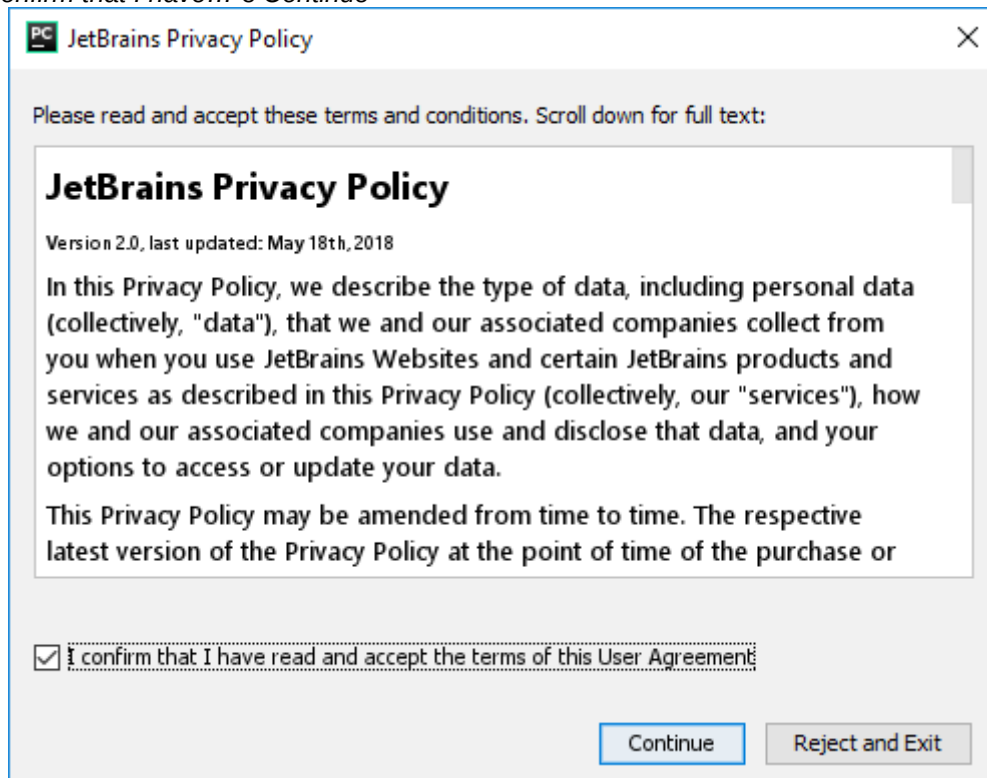 confirm that I have... e Continue
PC JetBrains Privacy Policy
Please read and accept these terms and conditions. Scroll down for full text:
JetBrains Privacy Policy
Version 2.0, last updated: May 18th, 2018
In this Privacy Policy, we describe the type of data, including personal data
(collectively, "data"), that we and our associated companies collect from
you when you use JetBrains Websites and certain JetBrains products and
services as described in this Privacy Policy (collectively, our "services"), how
we and our associated companies use and disclose that data, and your
options to access or update your data.
This Privacy Policy may be amended from time to time. The respective
latest version of the Privacy Policy at the point of time of the purchase or
I confirm that I have read and accept the terms of this User Agreement
Continue
Reject and Exit